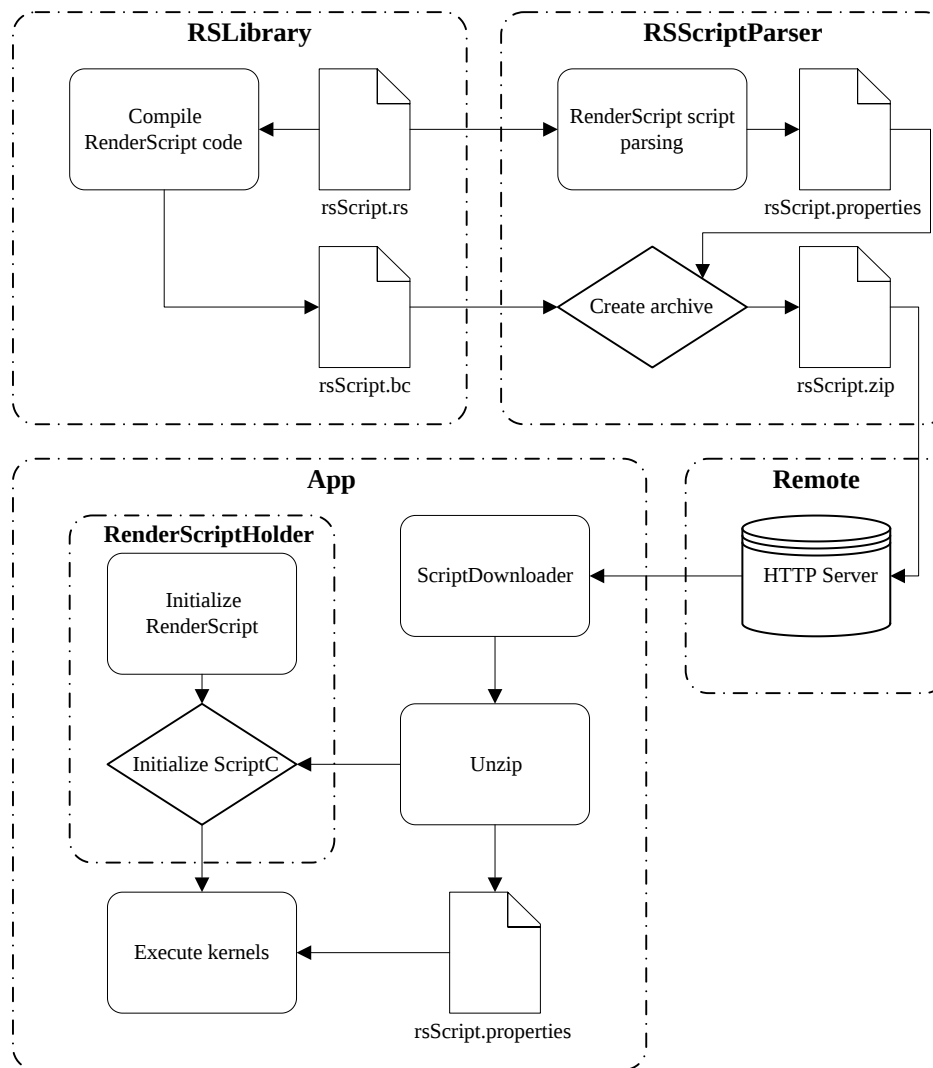 RSLibrary
Compile
RenderScript code
rsScript.rs
rsScript.bc
RSScriptParser
RenderScript script
parsing
rsScript.properties
Create archive
rsScript.zip
App
RenderScriptHolder
Initialize
RenderScript
Initialize ScriptC
Execute kernels
ScriptDownloader
Unzip
rsScript.properties
Remote
HTTP Server